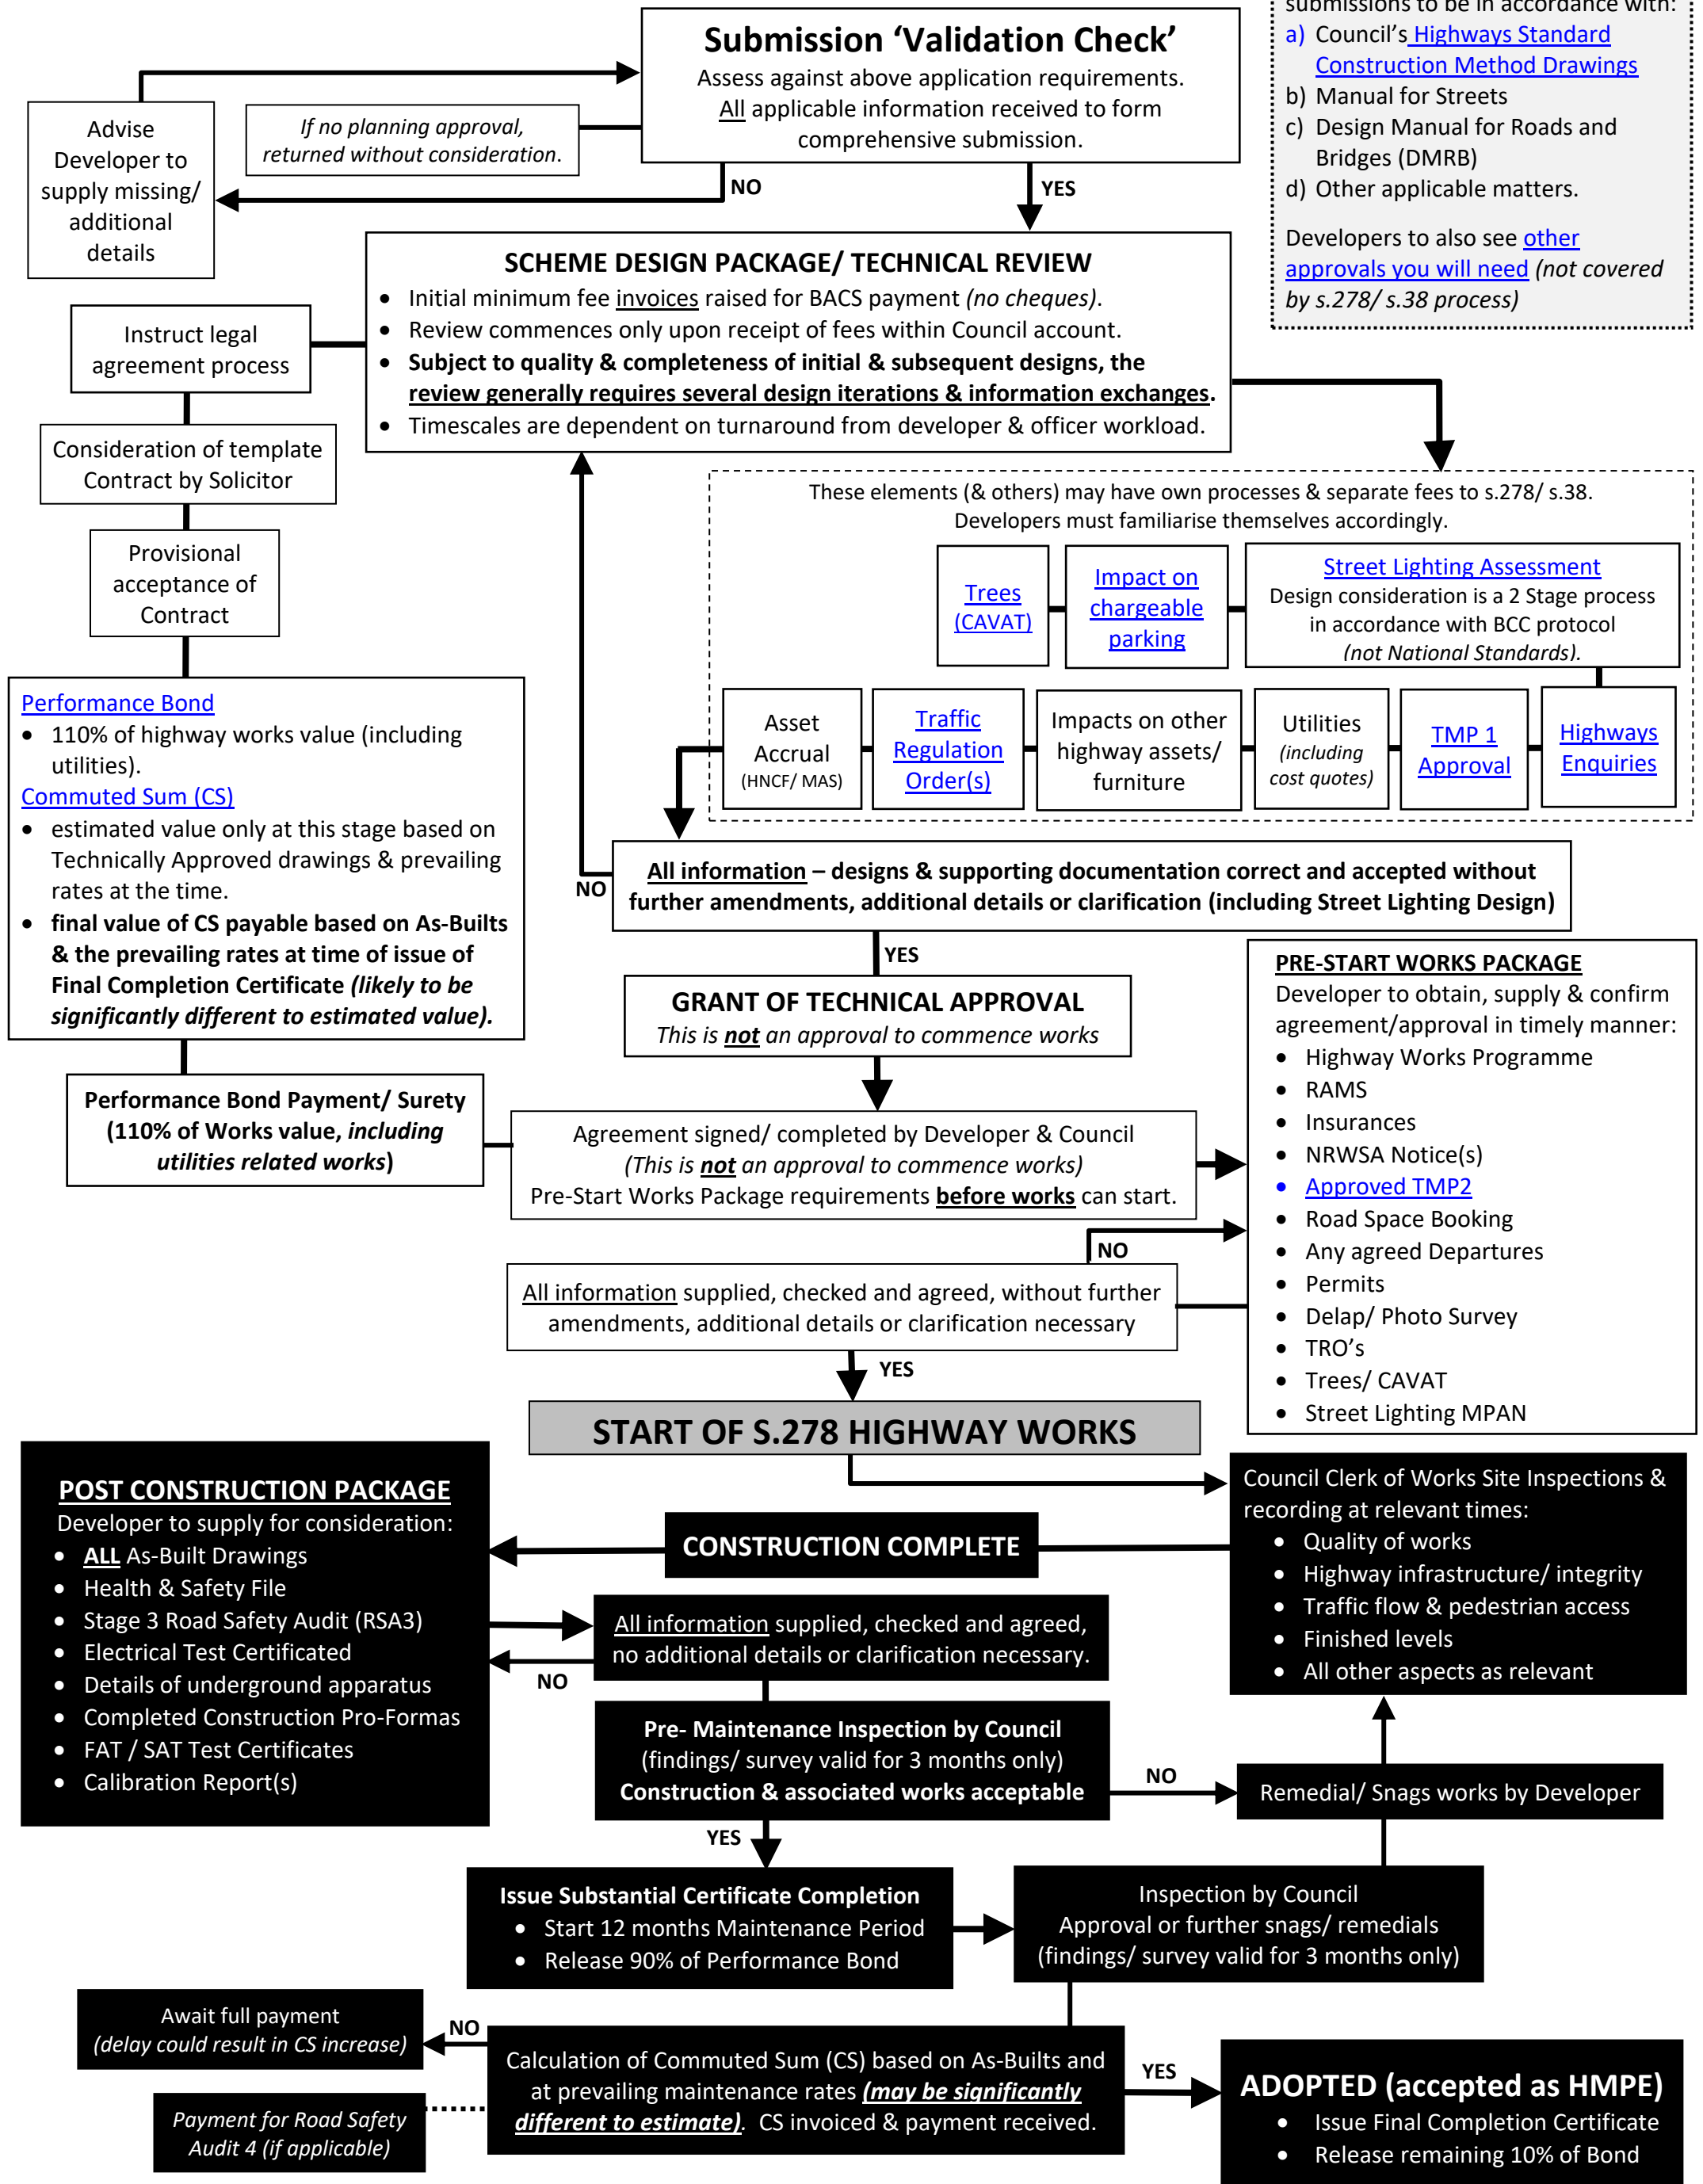 submissions to be in accordance with:
a) Council's Highways Standard
Construction Method Drawings
b) Manual for Streets
c) Design Manual for Roads and
Bridges (DMRB)
d) Other applicable matters.
Developers to also see other
approvals you will need (not covered
by s.278/ s.38 process)
Submission ‘Validation Check’
Assess against above application requirements.
All applicable information received to form
comprehensive submission.
If no planning approval,
returned without consideration.
Advise
Developer to
supply missing/
additional
details
NO
YES
SCHEME DESIGN PACKAGE/ TECHNICAL REVIEW
• Initial minimum fee invoices raised for BACS payment (no cheques).
• Review commences only upon receipt of fees within Council account.
• Subject to quality & completeness of initial & subsequent designs, the
review generally requires several design iterations & information exchanges.
• Timescales are dependent on turnaround from developer & officer workload.
Instruct legal
agreement process
Consideration of template
Contract by Solicitor
Provisional
acceptance of
Contract
Performance Bond
• 110% of highway works value (including
utilities).
Commuted Sum (CS)
• estimated value only at this stage based on
Technically Approved drawings & prevailing
rates at the time.
• final value of CS payable based on As-Builts
& the prevailing rates at time of issue of
Final Completion Certificate (likely to be
significantly different to estimated value).
Performance Bond Payment/ Surety
(110% of Works value, including
utilities related works)
These elements (& others) may have own processes & separate fees to s.278/ s.38.
Developers must familiarise themselves accordingly.
Trees
(CAVAT)
Impact on
chargeable
parking
Street Lighting Assessment
Design consideration is a 2 Stage process
in accordance with BCC protocol
(not National Standards).
Asset
Accrual
(HNCF/ MAS)
Traffic
Regulation
Order(s)
Impacts on other
highway assets/
furniture
Utilities
(including
cost quotes)
TMP 1
Approval
Highways
Enquiries
All information – designs & supporting documentation correct and accepted without
further amendments, additional details or clarification (including Street Lighting Design)
NO
YES
GRANT OF TECHNICAL APPROVAL
This is not an approval to commence works
Agreement signed/ completed by Developer & Council
(This is not an approval to commence works)
Pre-Start Works Package requirements before works can start.
PRE-START WORKS PACKAGE
Developer to obtain, supply & confirm
agreement/approval in timely manner:
• Highway Works Programme
• RAMS
• Insurances
• NRWSA Notice(s)
• Approved TMP2
• Road Space Booking
• Any agreed Departures
• Permits
• Delap/ Photo Survey
• TRO's
• Trees/ CAVAT
• Street Lighting MPAN
NO
All information supplied, checked and agreed, without further
amendments, additional details or clarification necessary
YES
START OF S.278 HIGHWAY WORKS
Council Clerk of Works Site Inspections &
recording at relevant times:
• Quality of works
• Highway infrastructure/ integrity
• Traffic flow & pedestrian access
• Finished levels
• All other aspects as relevant
CONSTRUCTION COMPLETE
POST CONSTRUCTION PACKAGE
Developer to supply for consideration:
• ALL As-Built Drawings
• Health & Safety File
• Stage 3 Road Safety Audit (RSA3)
• Electrical Test Certificated
• Details of underground apparatus
• Completed Construction Pro-Formas
• FAT / SAT Test Certificates
• Calibration Report(s)
All information supplied, checked and agreed,
no additional details or clarification necessary.
NO
Pre- Maintenance Inspection by Council
(findings/ survey valid for 3 months only)
Construction & associated works acceptable
NO
Remedial/ Snags works by Developer
YES
Issue Substantial Certificate Completion
• Start 12 months Maintenance Period
• Release 90% of Performance Bond
Inspection by Council
Approval or further snags/ remedials
(findings/ survey valid for 3 months only)
Await full payment
(delay could result in CS increase)
NO
Calculation of Commuted Sum (CS) based on As-Builts and
at prevailing maintenance rates (may be significantly
different to estimate). CS invoiced & payment received.
Payment for Road Safety
Audit 4 (if applicable)
YES
ADOPTED (accepted as HMPE)
• Issue Final Completion Certificate
• Release remaining 10% of Bond